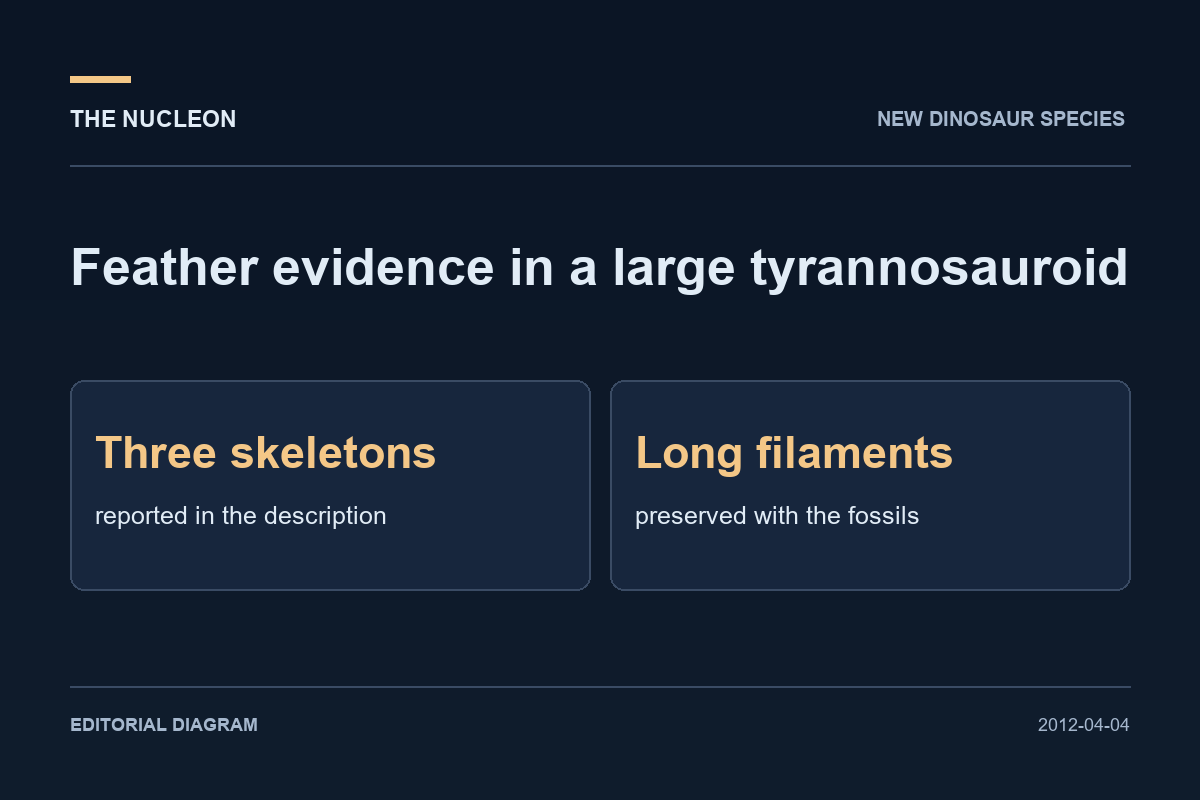 THE NUCLEON
NEW DINOSAUR SPECIES
Feather evidence in a large tyrannosauroid
Three skeletons
reported in the description
Long filaments
preserved with the fossils
EDITORIAL DIAGRAM
2012-04-04